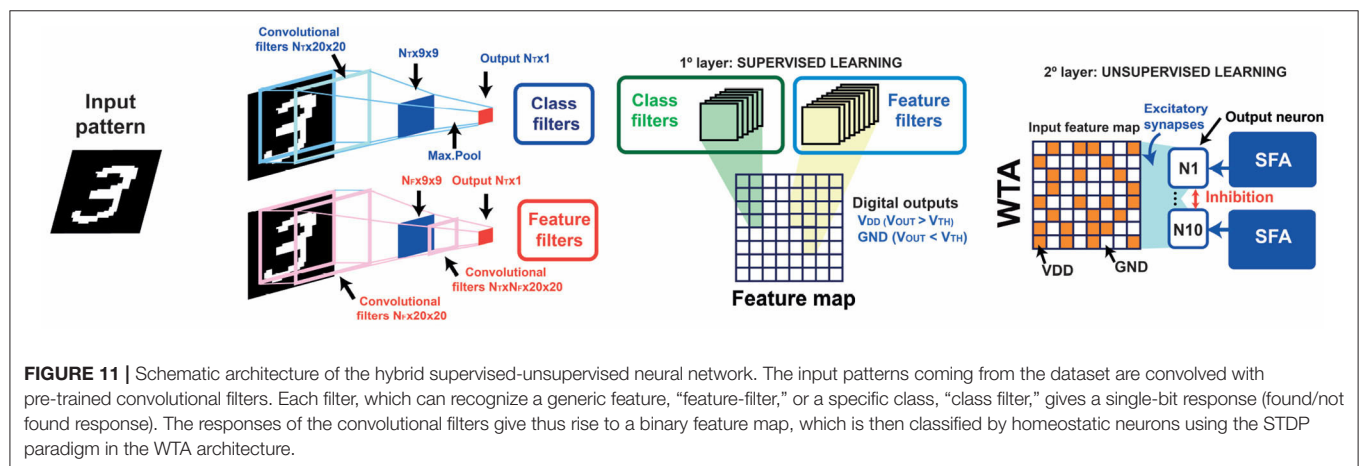 Input
pattern
Convolutional
filters NTx20x20
NTx9x9
Output NTx1
Max.Pool
Class
filters
NFx9x9
Output NTx1
Feature
filters
Convolutional
filters NTxNFx20x20
Convolutional
filters NFx20x20
1º layer: SUPERVISED LEARNING
Class
filters
Feature
filters
Digital outputs
VDD (VOUT > VTH)
GND (VOUT < VTH)
Feature map
2º layer: UNSUPERVISED LEARNING
Excitatory
synapses
Output neuron
Input feature map
WTA
N1
SFA
Inhibition
N10
SFA
VDD
GND
FIGURE 11 | Schematic architecture of the hybrid supervised-unsupervised neural network. The input patterns coming from the dataset are convolved with
pre-trained convolutional filters. Each filter, which can recognize a generic feature, “feature-filter,” or a specific class, “class filter,” gives a single-bit response (found/not
found response). The responses of the convolutional filters give thus rise to a binary feature map, which is then classified by homeostatic neurons using the STDP
paradigm in the WTA architecture.